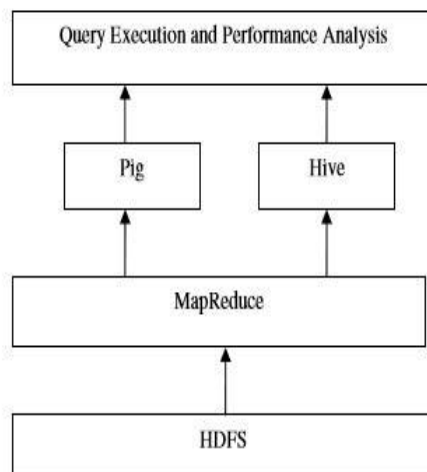 Query Execution and Performance Analysis
Pig
Hive
MapReduce
HDFS